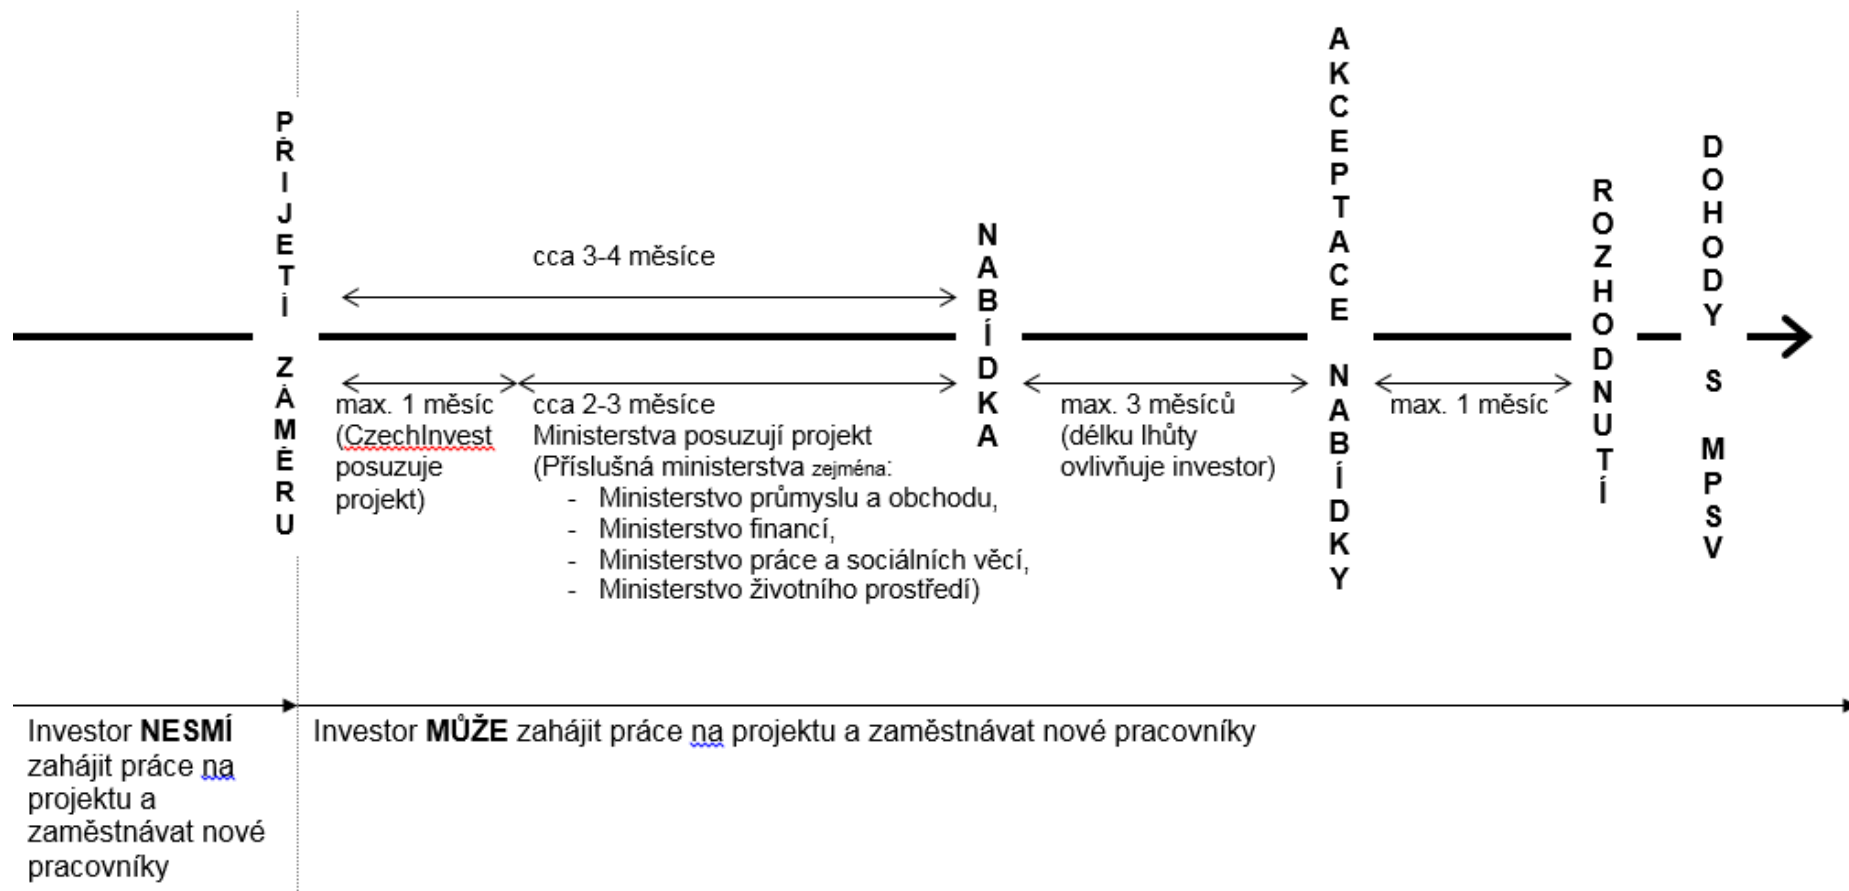 PŘIJETÍ ZÁMĚRU
cca 3-4 měsíce
NABÍDKA
AKCEPTACE NABÍDKY
ROZHODNUTÍ
DOHODY S MPSV
max. 1 měsíc
(CzechInvest
posuzuje
projekt)
cca 2-3 měsíce
Ministerstva posuzují projekt
(Příslušná ministerstva zejména:
- Ministerstvo průmyslu a obchodu,
- Ministerstvo financí,
- Ministerstvo práce a sociálních věcí,
- Ministerstvo životního prostředí)
max. 3 měsíců
(délku lhůty
ovlivňuje investor)
max. 1 měsíc
Investor NESMÍ
zahájit práce na
projektu a
zaměstnávat nové
pracovníky
Investor MŮŽE zahájit práce na projektu a zaměstnávat nové pracovníky